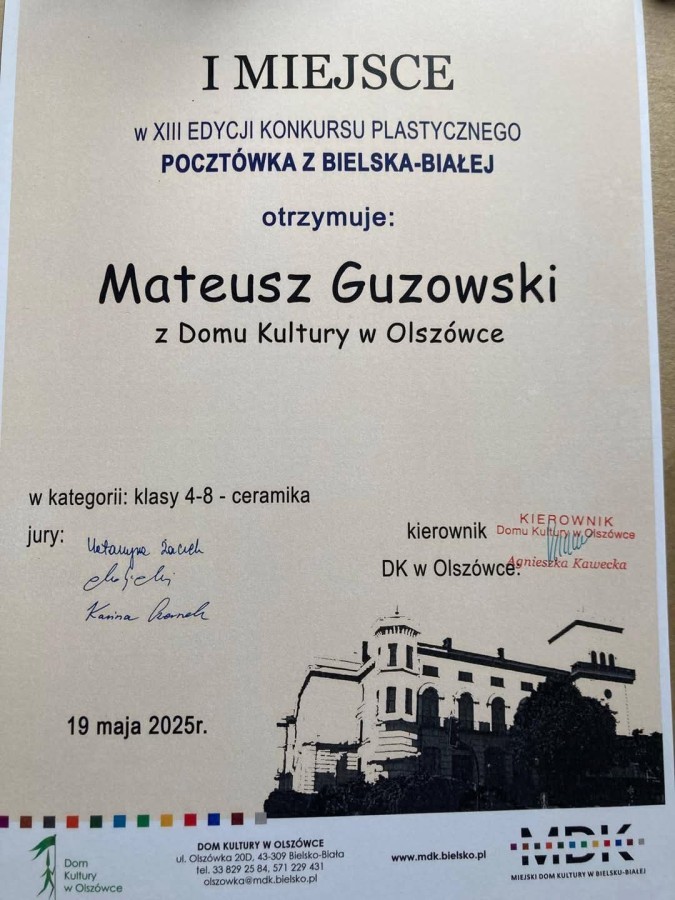 I MIEJSCE
w XIII EDYCJI KONKURSU PLASTYCZNEGO
POCZTÓWKA Z BIELSKA-BIAŁEJ
otrzymuje:
Mateusz Guzowski
z Domu Kultury w Olszówce
w kategorii: klasy 4-8 - ceramika
jury:
Karina
kierownik
DK w Olszówce:
KIEROWNIK
Domu Kultury w Olszówce
Agnieszka Kawecka
19 maja 2025r.
Dom
Kultury
w Olszówce
DOM KULTURY W OLSZÓWCE
ul. Olszówka 20D, 43-309 Bielsko-Biała
tel. 33 829 25 84, 571 229 431
olszowka@mdk.bielsko.pl
www.mdk.bielsko.pl
MDK
MIEJSKI DOM KULTURY W BIELSKU-BIAŁEJ